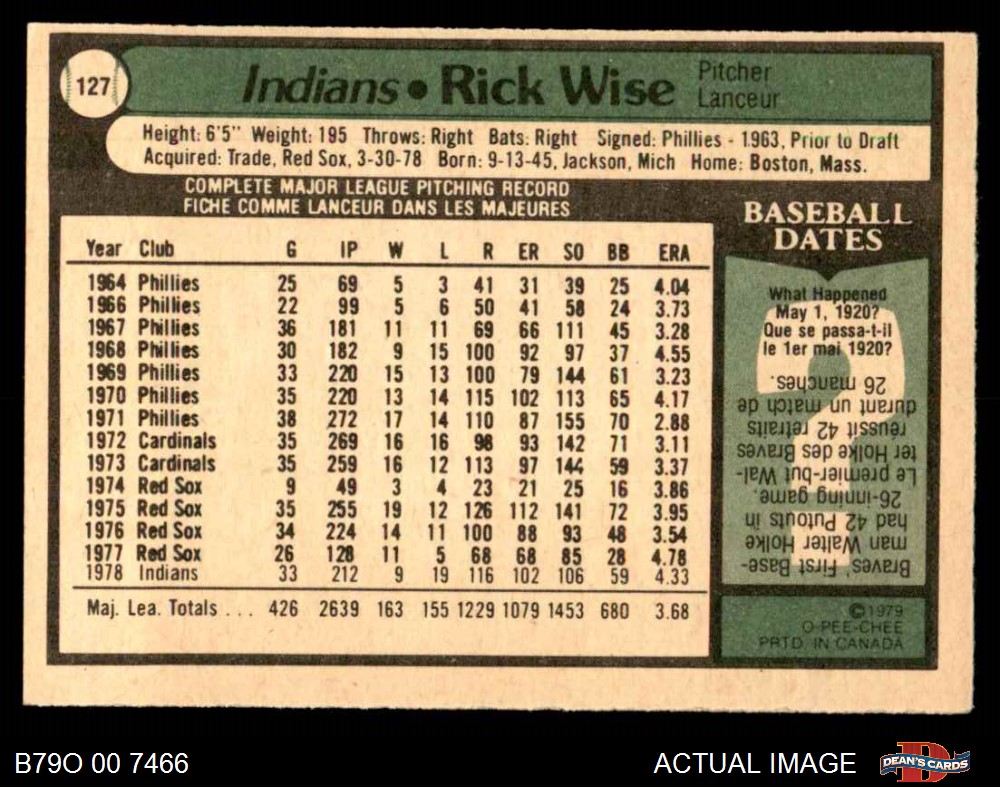 127
Indians • Rick Wise Pitcher
Lanceur
Height: 6'5" Weight: 195 Throws: Right Bats: Right Signed: Phillies - 1963, Prior to Draft
Acquired: Trade, Red Sox, 3-30-78 Born: 9-13-45, Jackson, Mich Home: Boston, Mass.
COMPLETE MAJOR LEAGUE PITCHING RECORD
FICHE COMME LANCEUR DANS LES MAJEURES
Year Club G IP W L R ER SO BB ERA
1964 Phillies 25 69 5 3 41 31 39 25 4.04
1966 Phillies 22 99 5 6 50 41 58 24 3.73
1967 Phillies 36 181 11 11 69 66 111 45 3.28
1968 Phillies 30 182 9 15 100 92 97 37 4.55
1969 Phillies 33 220 15 13 100 79 144 61 3.23
1970 Phillies 35 220 13 14 115 102 113 65 4.17
1971 Phillies 38 272 17 14 110 87 155 70 2.88
1972 Cardinals 35 269 16 16 98 93 142 71 3.11
1973 Cardinals 35 259 16 12 113 97 144 59 3.37
1974 Red Sox 9 49 3 4 23 21 25 16 3.86
1975 Red Sox 35 255 19 12 126 112 141 72 3.95
1976 Red Sox 34 224 14 11 100 88 93 48 3.54
1977 Red Sox 26 128 11 5 68 68 85 28 4.78
1978 Indians 33 212 9 19 116 102 106 59 4.33
Maj. Lea. Totals . . . 426 2639 163 155 1229 1079 1453 680 3.68
BASEBALL
DATES
What Happened
May 1, 1920?
Que se passa-t-il
le 1er mai 1920?
Braves' First Base-
man Walter Holke
had 42 Putouts in
26-inning game.
Le premier-but Wal-
ter Holke des Braves
réussit 42 retraits
durant un match de
26 manches.
©1979
O-PEE-CHEE
PRTD. IN CANADA
B79O 00 7466
ACTUAL IMAGE
D
DEAN'S CARDS